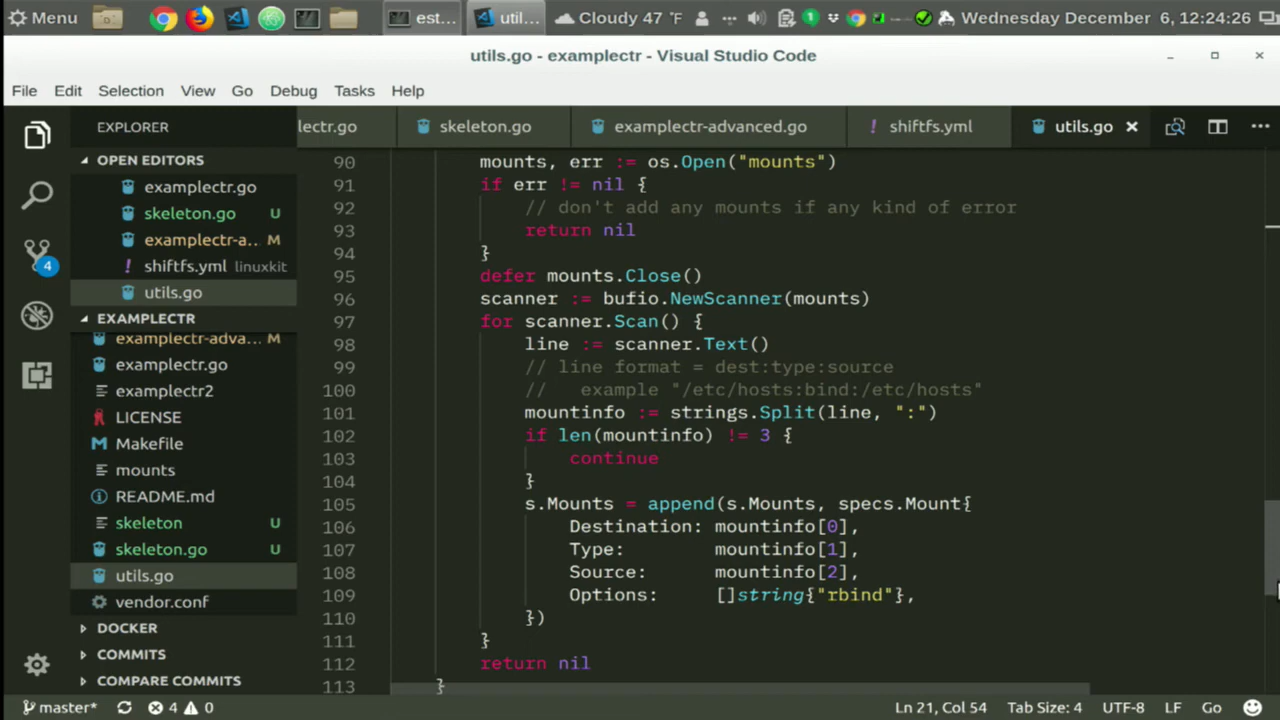 Menu
est...
util...
Cloudy 47 °F
1
Wednesday December 6, 12:24:26
utils.go - examplectr - Visual Studio Code
File Edit Selection View Go Debug Tasks Help
EXPLORER
lectr.go
skeleton.go
examplectr-advanced.go
! shiftfs.yml
utils.go
OPEN EDITORS
examplectr.go
skeleton.go U
examplectr-a... M
! shiftfs.yml linuxkit
utils.go
EXAMPLECTR
examplectr-adva... M
examplectr.go
examplectr2
LICENSE
Makefile
mounts
README.md
skeleton U
skeleton.go U
utils.go
vendor.conf
DOCKER
COMMITS
COMPARE COMMITS
4
90 mounts, err := os.Open("mounts")
91 if err != nil {
92 // don't add any mounts if any kind of error
93 return nil
94 }
95 defer mounts.Close()
96 scanner := bufio.NewScanner(mounts)
97 for scanner.Scan() {
98 line := scanner.Text()
99 // line format = dest:type:source
100 //   example "/etc/hosts:bind:/etc/hosts"
101 mountinfo := strings.Split(line, ":")
102 if len(mountinfo) != 3 {
103 continue
104 }
105 s.Mounts = append(s.Mounts, specs.Mount{
106 Destination: mountinfo[0],
107 Type:        mountinfo[1],
108 Source:      mountinfo[2],
109 Options:     []string{"rbind"},
110 })
111 }
112 return nil
113 }
master* 4 0 Ln 21, Col 54 Tab Size: 4 UTF-8 LF Go